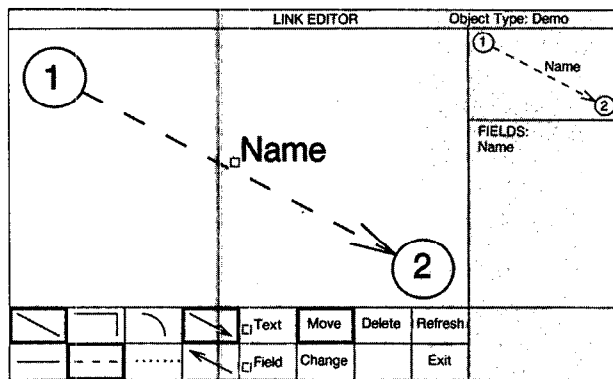 LINK EDITOR Object Type: Demo
1
Name
2
1
Name
2
FIELDS:
Name
Text Move Delete Refresh
Field Change Exit